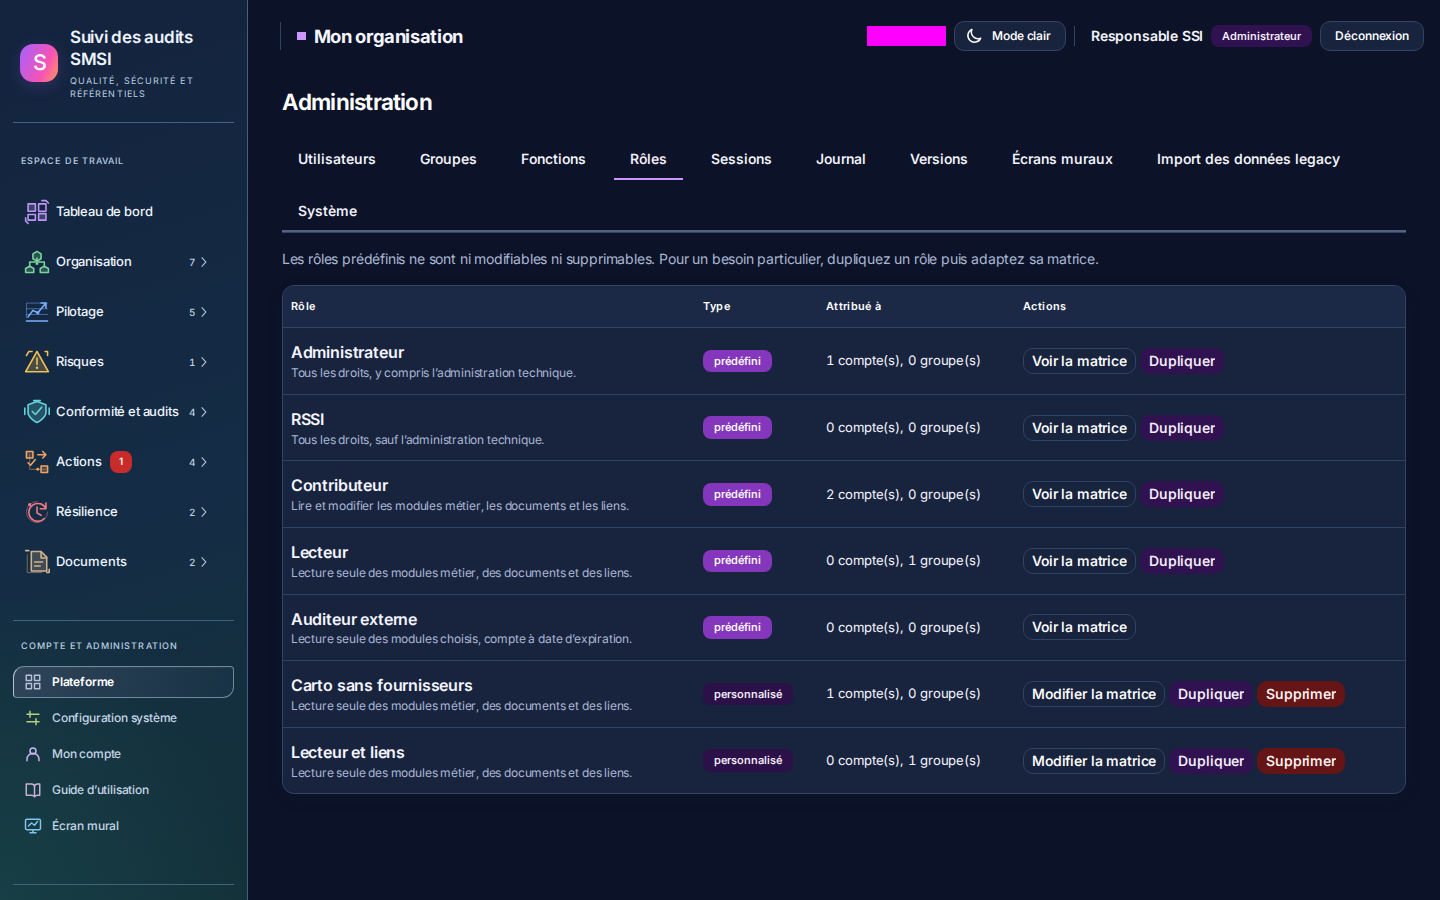 S
Suivi des audits
SMSI
QUALITÉ, SÉCURITÉ ET
RÉFÉRENTIELS
Mon organisation
Mode clair
Responsable SSI
Administrateur
Déconnexion
ESPACE DE TRAVAIL
Tableau de bord
Organisation 7
Pilotage 5
Risques 1
Conformité et audits 4
Actions 1 4
Résilience 2
Documents 2
COMPTE ET ADMINISTRATION
Plateforme
Configuration système
Mon compte
Guide d’utilisation
Écran mural
Administration
Utilisateurs Groupes Fonctions Rôles Sessions Journal Versions Écrans muraux Import des données legacy
Système
Les rôles prédéfinis ne sont ni modifiables ni supprimables. Pour un besoin particulier, dupliquez un rôle puis adaptez sa matrice.
Rôle Type Attribué à Actions
Administrateur
Tous les droits, y compris l’administration technique.
prédéfini 1 compte(s), 0 groupe(s) Voir la matrice Dupliquer
RSSI
Tous les droits, sauf l’administration technique.
prédéfini 0 compte(s), 0 groupe(s) Voir la matrice Dupliquer
Contributeur
Lire et modifier les modules métier, les documents et les liens.
prédéfini 2 compte(s), 0 groupe(s) Voir la matrice Dupliquer
Lecteur
Lecture seule des modules métier, des documents et des liens.
prédéfini 0 compte(s), 1 groupe(s) Voir la matrice Dupliquer
Auditeur externe
Lecture seule des modules choisis, compte à date d’expiration.
prédéfini 0 compte(s), 0 groupe(s) Voir la matrice
Carto sans fournisseurs
Lecture seule des modules métier, des documents et des liens.
personnalisé 1 compte(s), 0 groupe(s) Modifier la matrice Dupliquer Supprimer
Lecteur et liens
Lecture seule des modules métier, des documents et des liens.
personnalisé 0 compte(s), 1 groupe(s) Modifier la matrice Dupliquer Supprimer